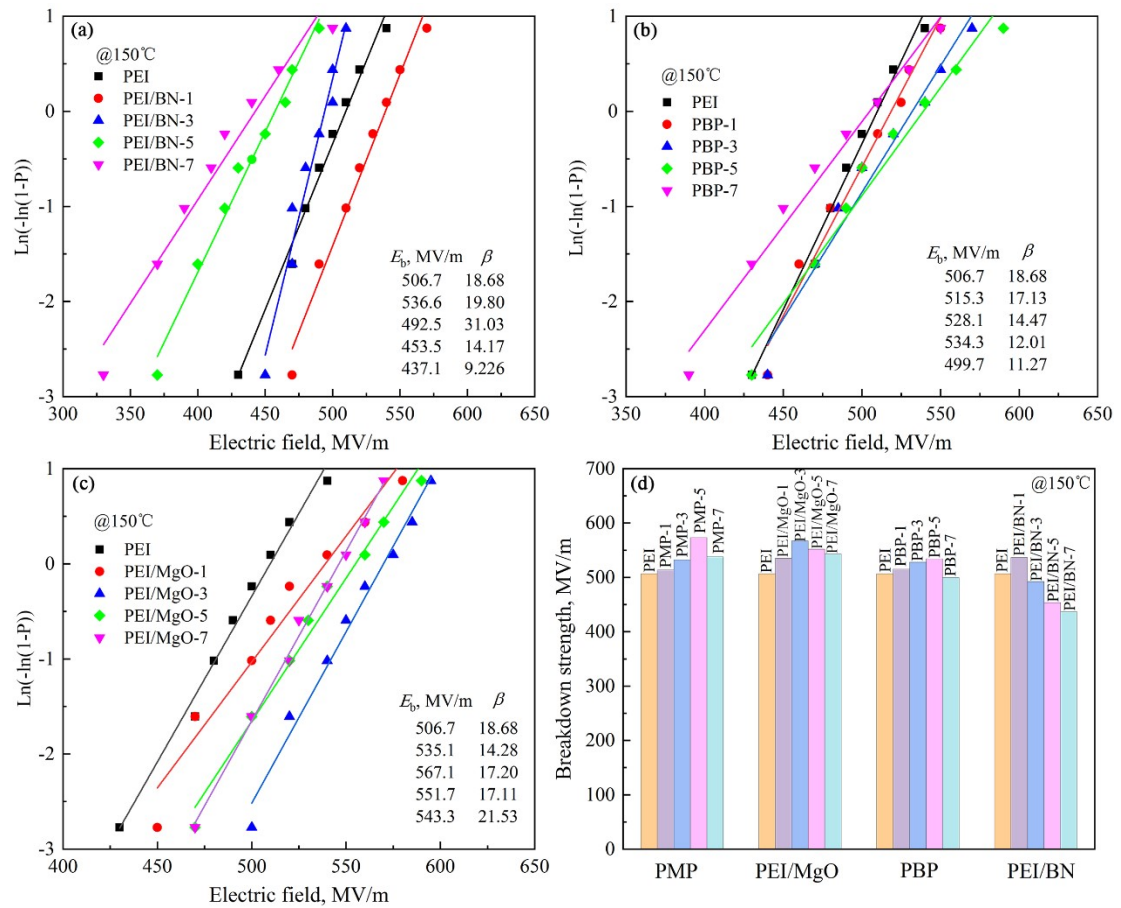 (a)
@150℃
PEI
PEI/BN-1
PEI/BN-3
PEI/BN-5
PEI/BN-7
Eb, MV/m β
506.7 18.68
536.6 19.80
492.5 31.03
453.5 14.17
437.1 9.226
Ln(-ln(1-P))
1
0
-1
-2
-3
300 350 400 450 500 550 600 650
Electric field, MV/m
(b)
@150℃
PEI
PBP-1
PBP-3
PBP-5
PBP-7
Eb, MV/m β
506.7 18.68
515.3 17.13
528.1 14.47
534.3 12.01
499.7 11.27
Ln(-ln(1-P))
1
0
-1
-2
-3
350 400 450 500 550 600 650
Electric field, MV/m
(c)
@150℃
PEI
PEI/MgO-1
PEI/MgO-3
PEI/MgO-5
PEI/MgO-7
Eb, MV/m β
506.7 18.68
535.1 14.28
567.1 17.20
551.7 17.11
543.3 21.53
Ln(-ln(1-P))
1
0
-1
-2
-3
400 450 500 550 600 650
Electric field, MV/m
(d)
@150℃
Breakdown strength, MV/m
700
600
500
400
300
200
100
0
PEI
PMP-1
PMP-3
PMP-5
PMP-7
PEI
PEI/MgO-1
PEI/MgO-3
PEI/MgO-5
PEI/MgO-7
PEI
PBP-1
PBP-3
PBP-5
PBP-7
PEI
PEI/BN-1
PEI/BN-3
PEI/BN-5
PEI/BN-7
PMP PEI/MgO PBP PEI/BN